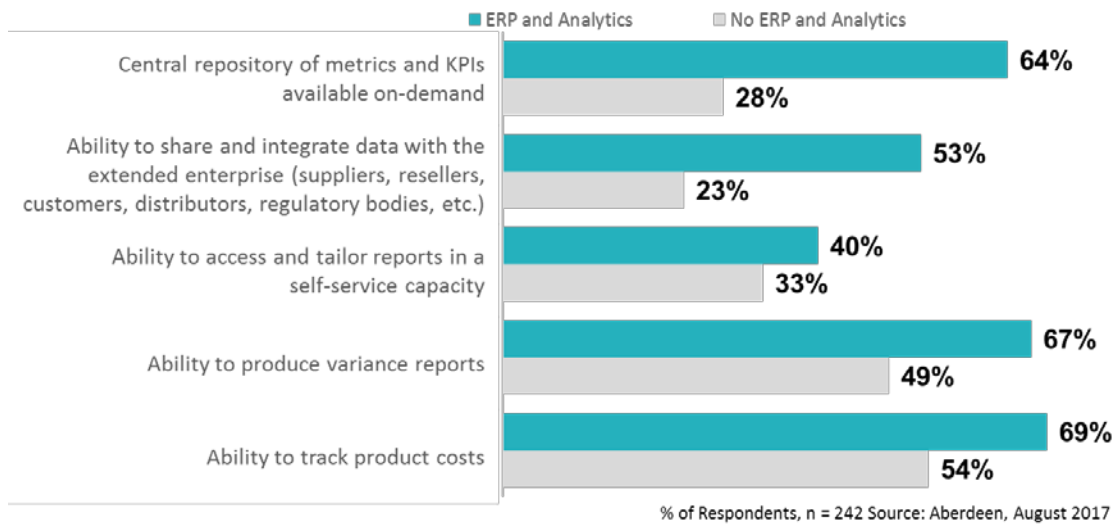 ERP and Analytics No ERP and Analytics
Central repository of metrics and KPIs
available on-demand
64%
28%
Ability to share and integrate data with the
extended enterprise (suppliers, resellers,
customers, distributors, regulatory bodies, etc.)
53%
23%
Ability to access and tailor reports in a
self-service capacity
40%
33%
Ability to produce variance reports
67%
49%
Ability to track product costs
69%
54%
% of Respondents, n = 242 Source: Aberdeen, August 2017